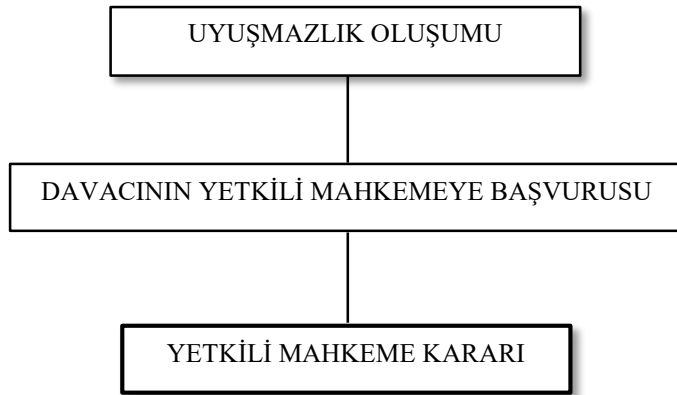 UYUŞMAZLIK OLUŞUMU
DAVACININ YETKİLİ MAHKEMEYE BAŞVURUSU
YETKİLİ MAHKEME KARARI